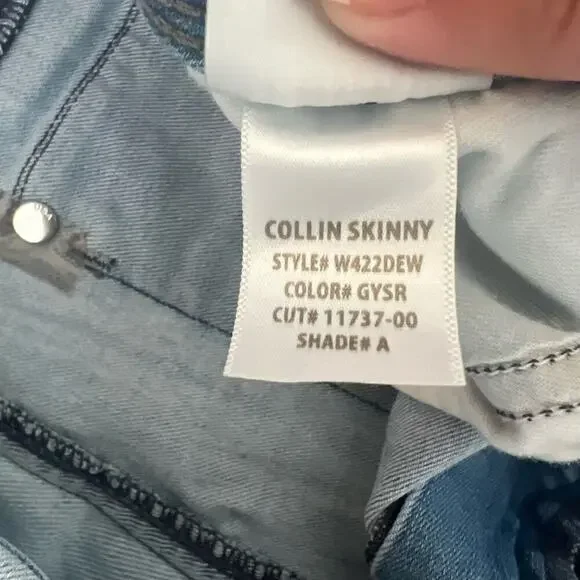 COLLIN SKINNY
STYLE# W422DEW
COLOR# GYSR
CUT# 11737-00
SHADE# A